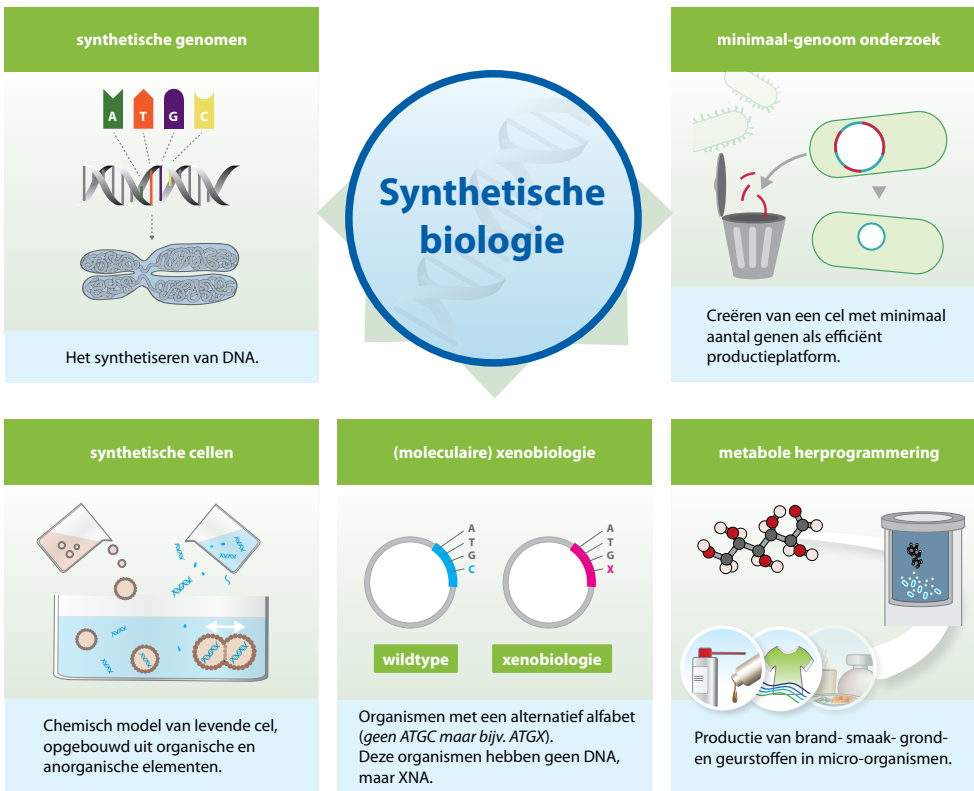 synthetische genomen
A
T
G
C
Het synthetiseren van DNA.
Synthetische
biologie
minimaal-genoom onderzoek
Creëren van een cel met minimaal
aantal genen als efficiënt
productieplatform.
synthetische cellen
Chemisch model van levende cel,
opgebouwd uit organische en
anorganische elementen.
(moleculaire) xenobiologie
A
T
G
C
A
T
G
X
wildtype
xenobiologie
Organismen met een alternatief alfabet
(geen ATGC maar bijv. ATGX).
Deze organismen hebben geen DNA,
maar XNA.
metabole herprogrammering
Productie van brand- smaak- grond-
en geurstoffen in micro-organismen.